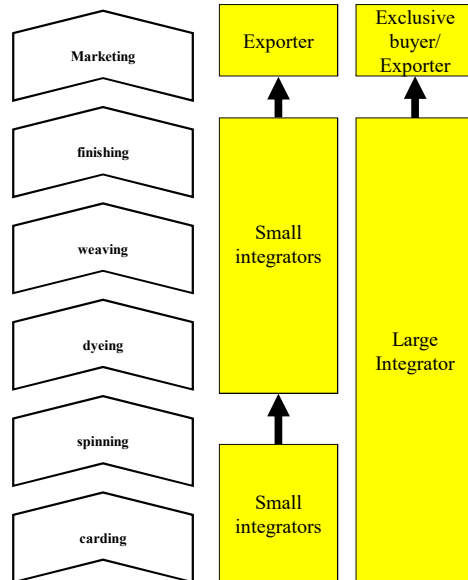 Marketing
finishing
weaving
dyeing
spinning
carding
Exporter
Small
integrators
Small
integrators
Exclusive
buyer/
Exporter
Large
Integrator